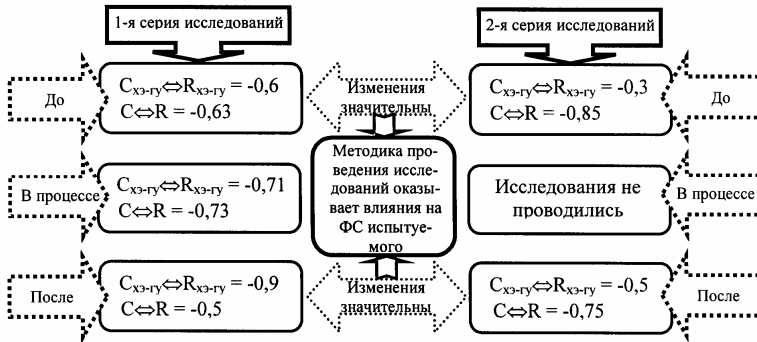 1-я серия исследований
2-я серия исследований
До
Cхэ-гу⇔Rхэ-гу = -0,6
C⇔R = -0,63
Изменения
значительны
Cхэ-гу⇔Rхэ-гу = -0,3
C⇔R = -0,85
До
В процессе
Cхэ-гу⇔Rхэ-гу = -0,71
C⇔R = -0,73
Методика про-
ведения иссле-
дований оказы-
вает влияния на
ФС испытуе-
мого
Исследования не
проводились
В процессе
После
Cхэ-гу⇔Rхэ-гу = -0,9
C⇔R = -0,5
Изменения
значительны
Cхэ-гу⇔Rхэ-гу = -0,5
C⇔R = -0,75
После